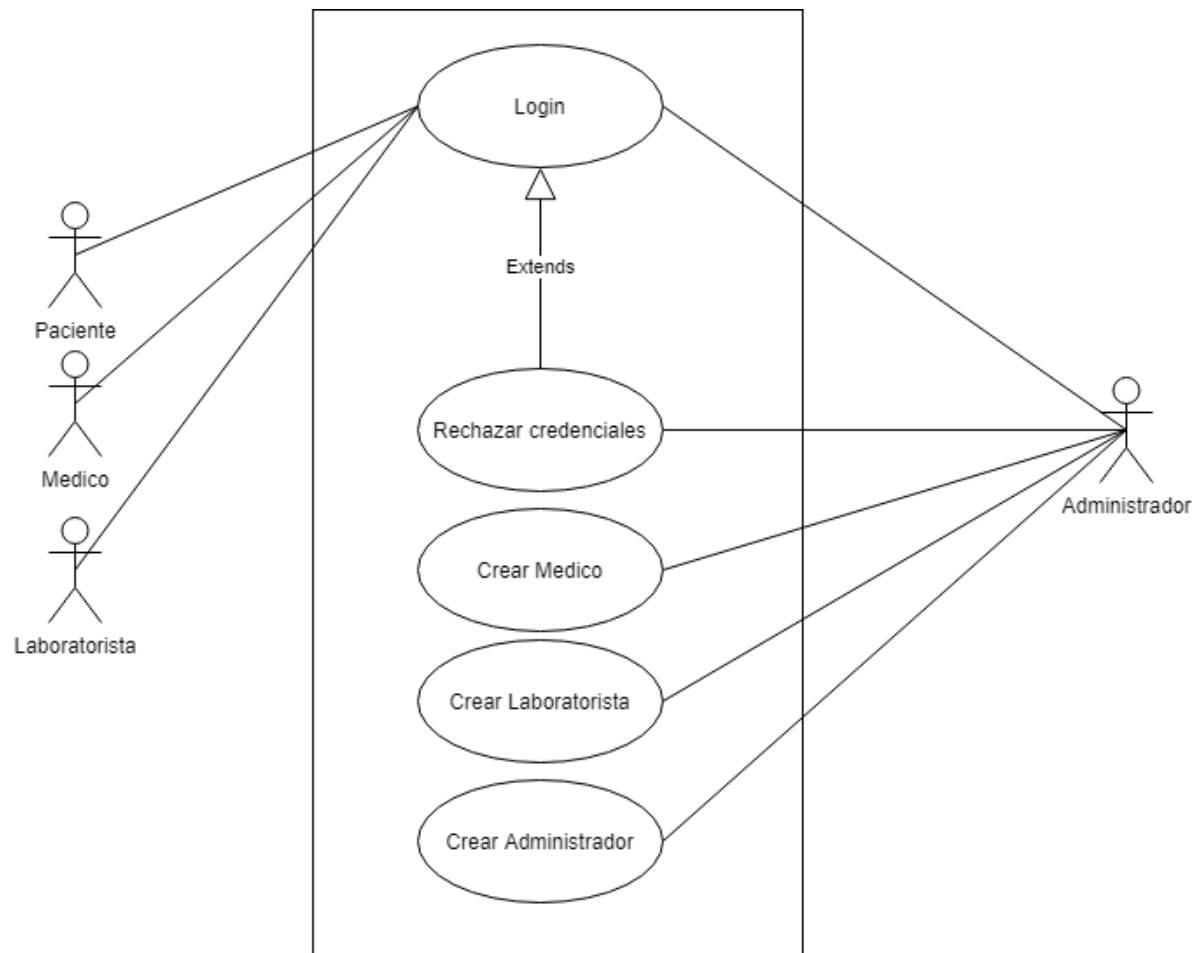 Login
Extends
Paciente
Rechazar credenciales
Medico
Administrador
Crear Medico
Laboratorista
Crear Laboratorista
Crear Administrador